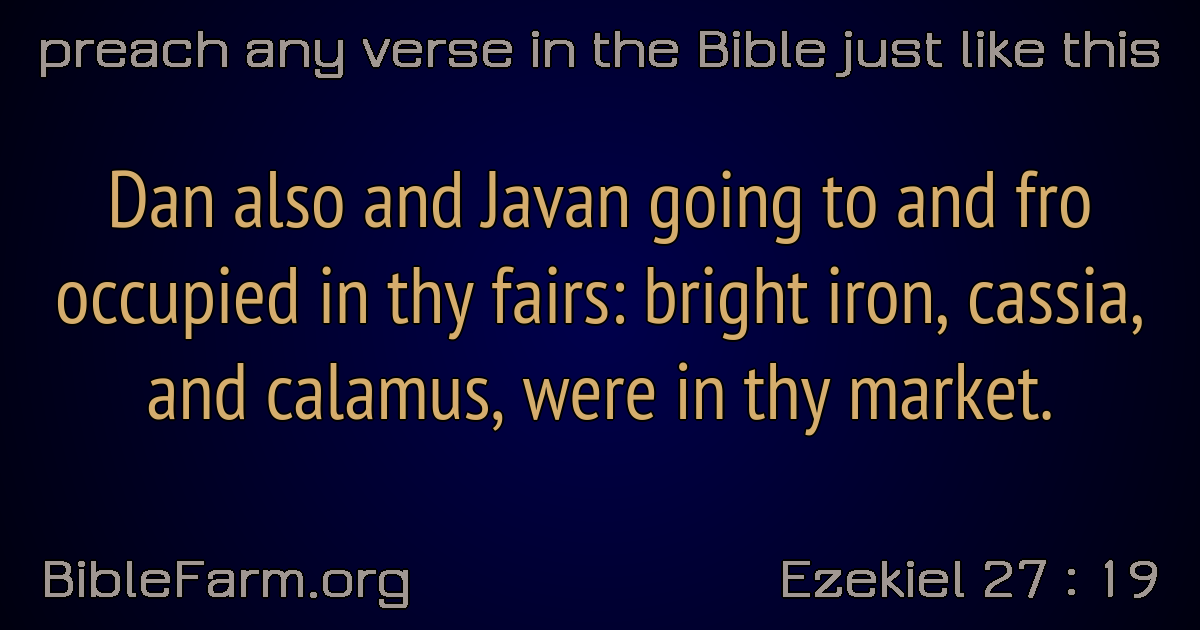 preach any verse in the Bible just like this
Dan also and Javan going to and fro
occupied in thy fairs: bright iron, cassia,
and calamus, were in thy market.
BibleFarm.org
Ezekiel 27 : 19